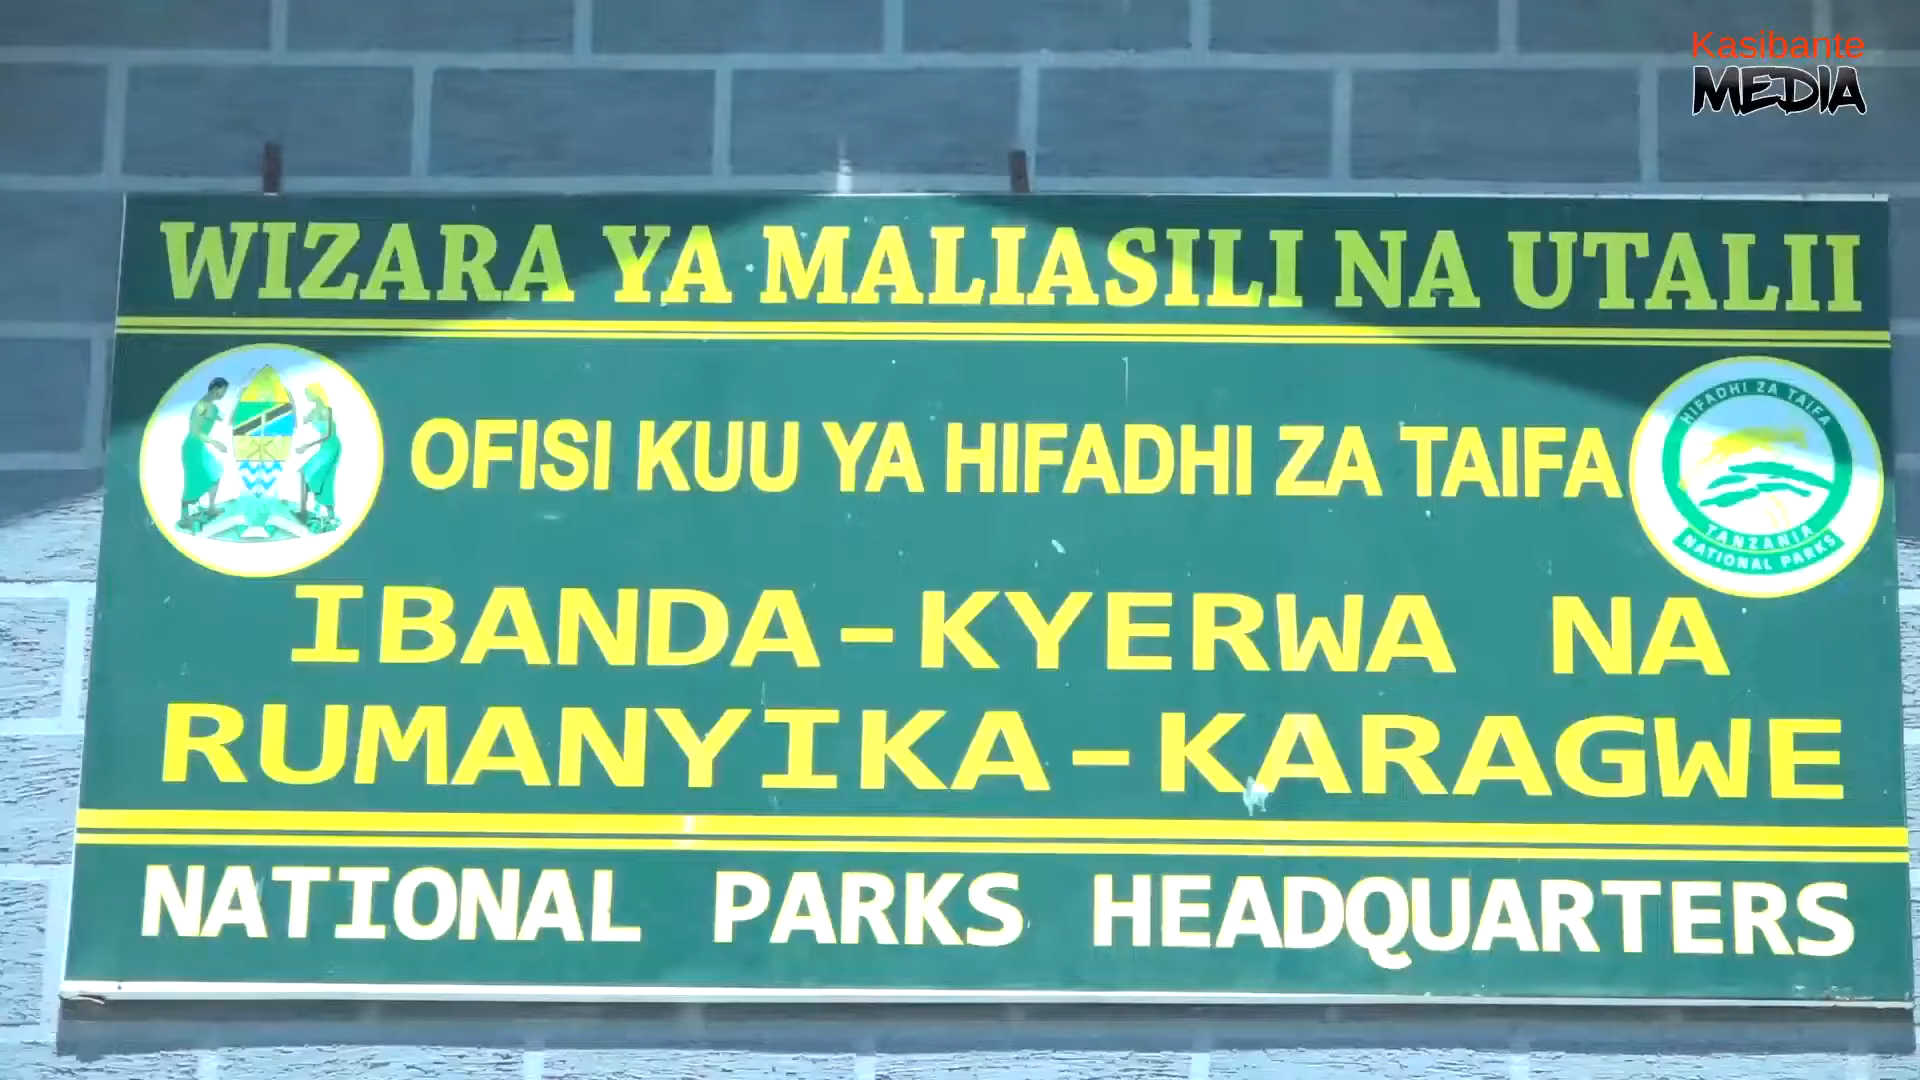 Kasibante
MEDIA
WIZARA YA MALIASILI NA UTALII
OFISI KUU YA HIFADHI ZA TAIFA
HIFADHI ZA TAIFA
TANZANIA
NATIONAL PARKS
IBANDA-KYERWA NA
RUMANYIKA-KARAGWE
NATIONAL PARKS HEADQUARTERS